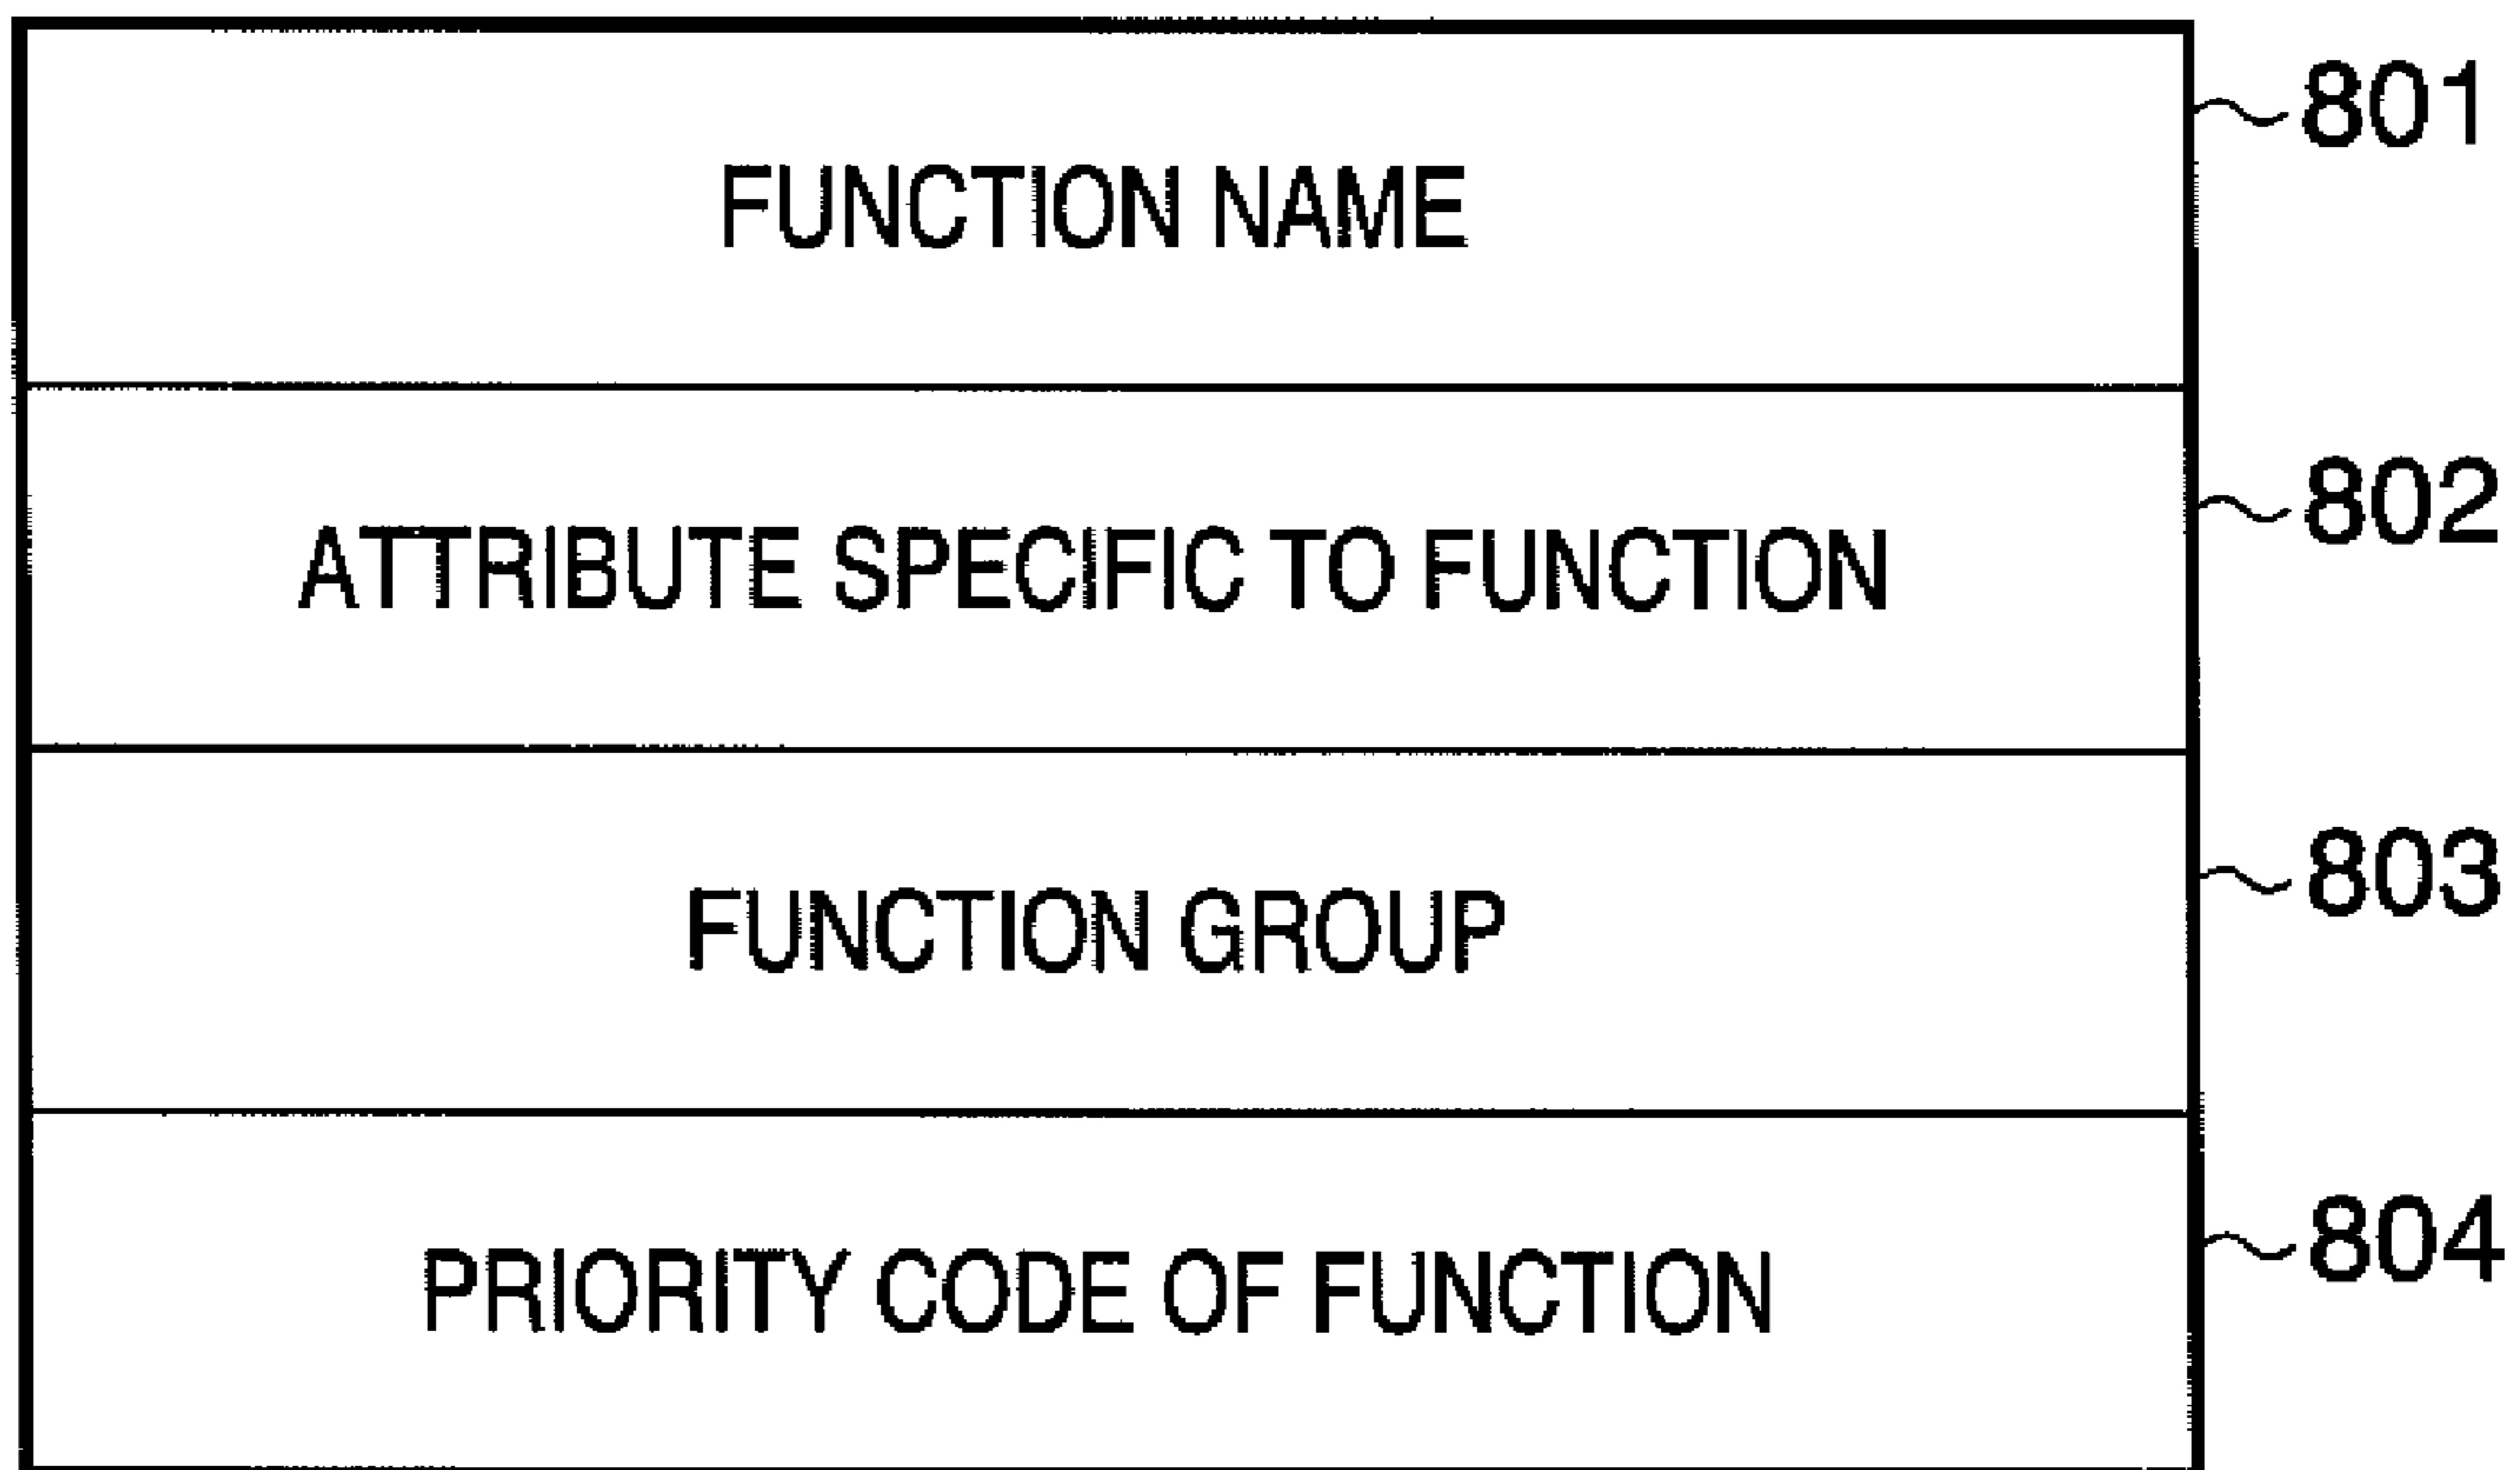 FUNCTION NAME
801
ATTRIBUTE SPECIFIC TO FUNCTION
802
FUNCTION GROUP
803
PRIORITY CODE OF FUNCTION
804